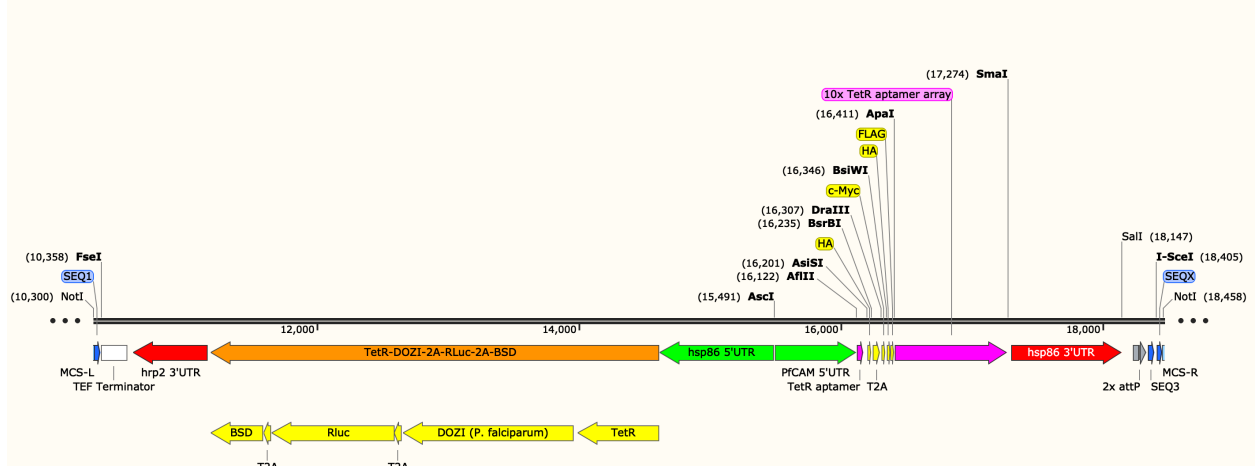 (17,274) SmaI
10x TetR aptamer array
(16,411) ApaI
FLAG
HA
(16,346) BsiWI
c-Myc
(16,307) DraIII
(16,235) BsrBI
SalI (18,147)
HA
(10,358) FseI
(16,201) AsiSI
I-SceI (18,405)
SEQ1
(16,122) AflII
SEQX
(10,300) NotI
(15,491) AscI
NotI (18,458)
12,000
14,000
16,000
18,000
TetR-DOZI-2A-RLuc-2A-BSD
hrp2 3'UTR
hsp86 5'UTR
hsp86 3'UTR
MCS-L
PfCAM 5'UTR
MCS-R
TEF Terminator
TetR aptamer
T2A
2x attP
SEQ3
BSD
Rluc
DOZI (P. falciparum)
TetR
T2A
T2A